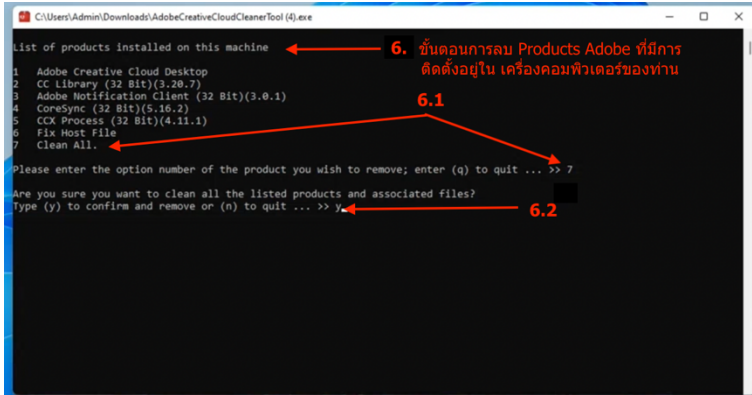 C:\Users\Admin\Downloads\AdobeCreativeCloudCleanerTool (4).exe
List of products installed on this machine
6. ขั้นตอนการลบ Products Adobe ที่มีการ
ติดตั้งอยู่ใน เครื่องคอมพิวเตอร์ของท่าน
1 Adobe Creative Cloud Desktop
2 CC Library (32 Bit)(3.20.7)
3 Adobe Notification Client (32 Bit)(3.0.1)
6.1
4 CoreSync (32 Bit)(5.16.2)
5 CCX Process (32 Bit)(4.11.1)
6 Fix Host File
7 Clean All.
Please enter the option number of the product you wish to remove; enter (q) to quit ... >> 7
Are you sure you want to clean all the listed products and associated files?
Type (y) to confirm and remove or (n) to quit ... >> y
6.2